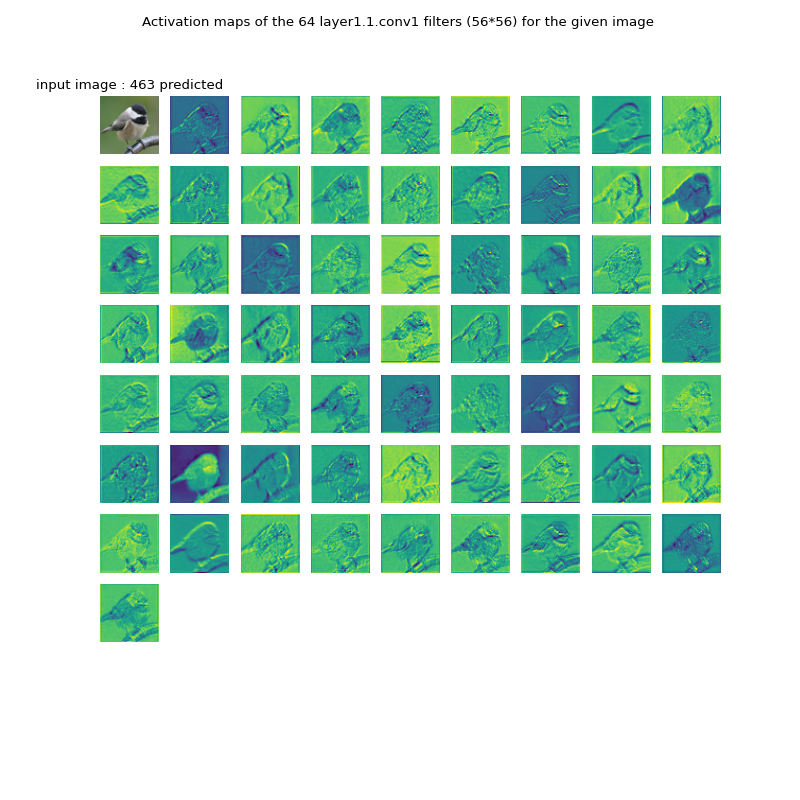 Activation maps of the 64 layer1.1.conv1 filters (56*56) for the given image
input image : 463 predicted